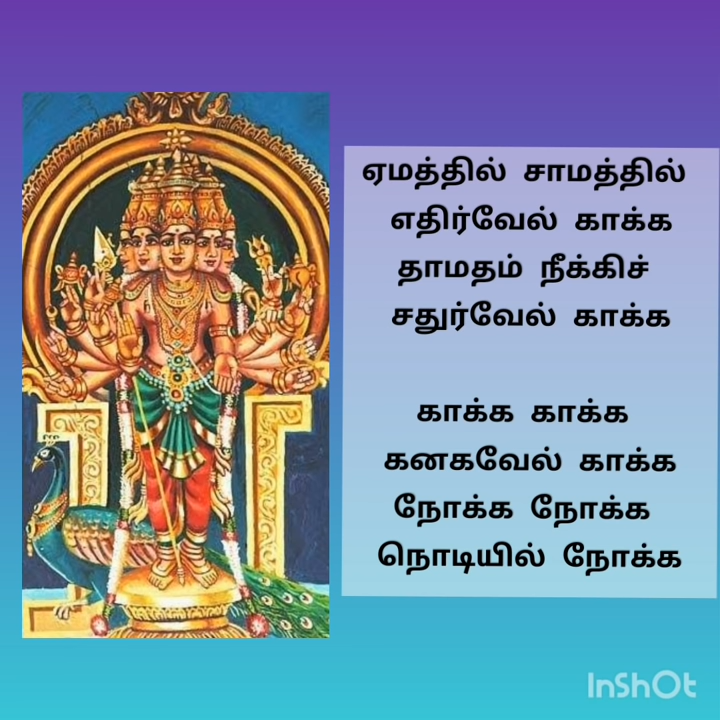 ஏமத்தில் சாமத்தில்
எதிர்வேல் காக்க
தாமதம் நீக்கிச்
சதுர்வேல் காக்க
காக்க காக்க
கனகவேல் காக்க
நோக்க நோக்க
நொடியில் நோக்க
InShOt